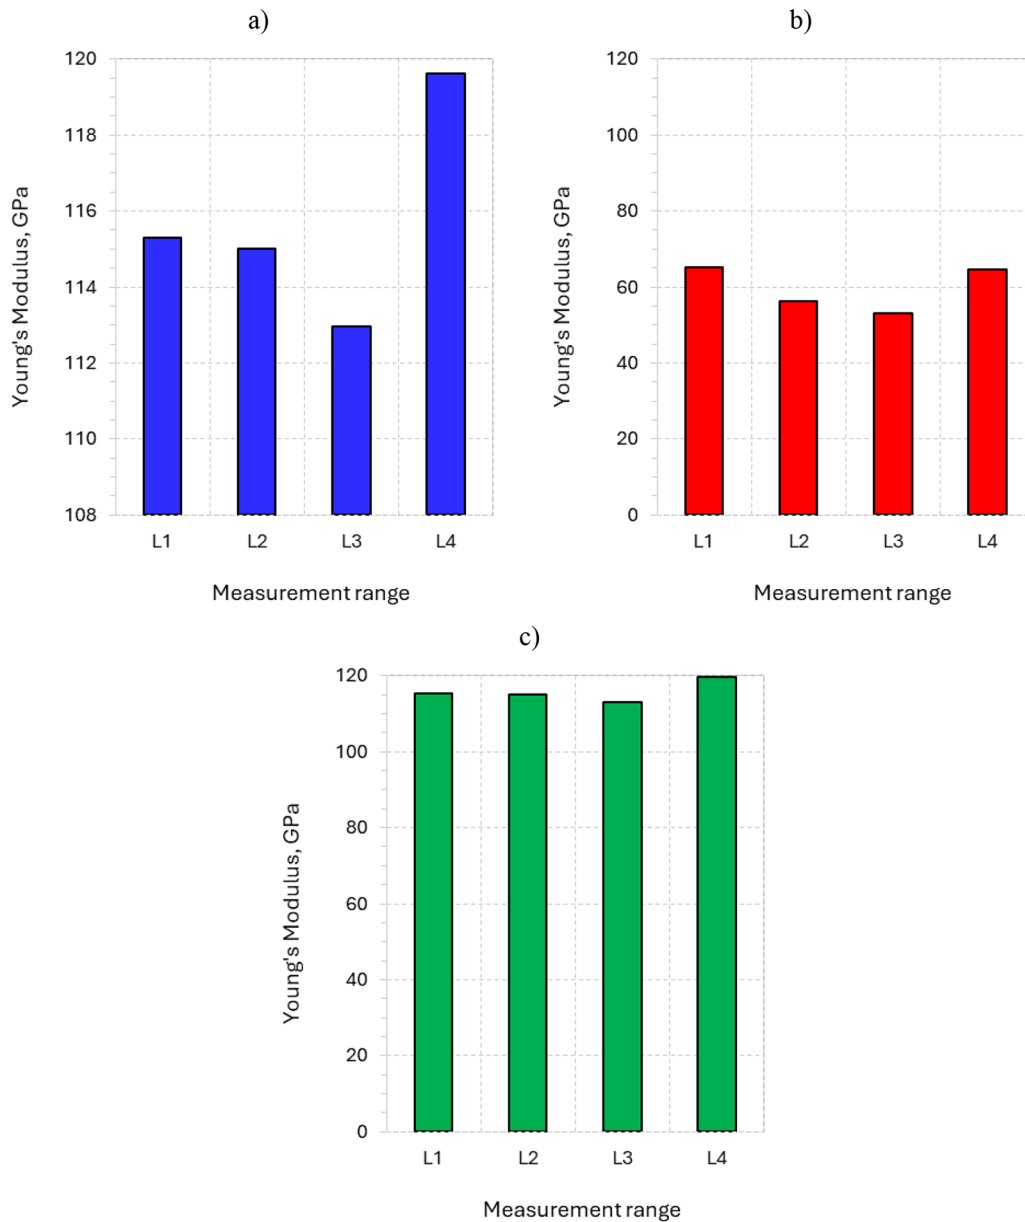 a)
120
118
116
114
112
110
108
Young's Modulus, GPa
L1 L2 L3 L4
Measurement range
b)
120
100
80
60
40
20
0
Young's Modulus, GPa
L1 L2 L3 L4
Measurement range
c)
120
100
80
60
40
20
0
Young's Modulus, GPa
L1 L2 L3 L4
Measurement range